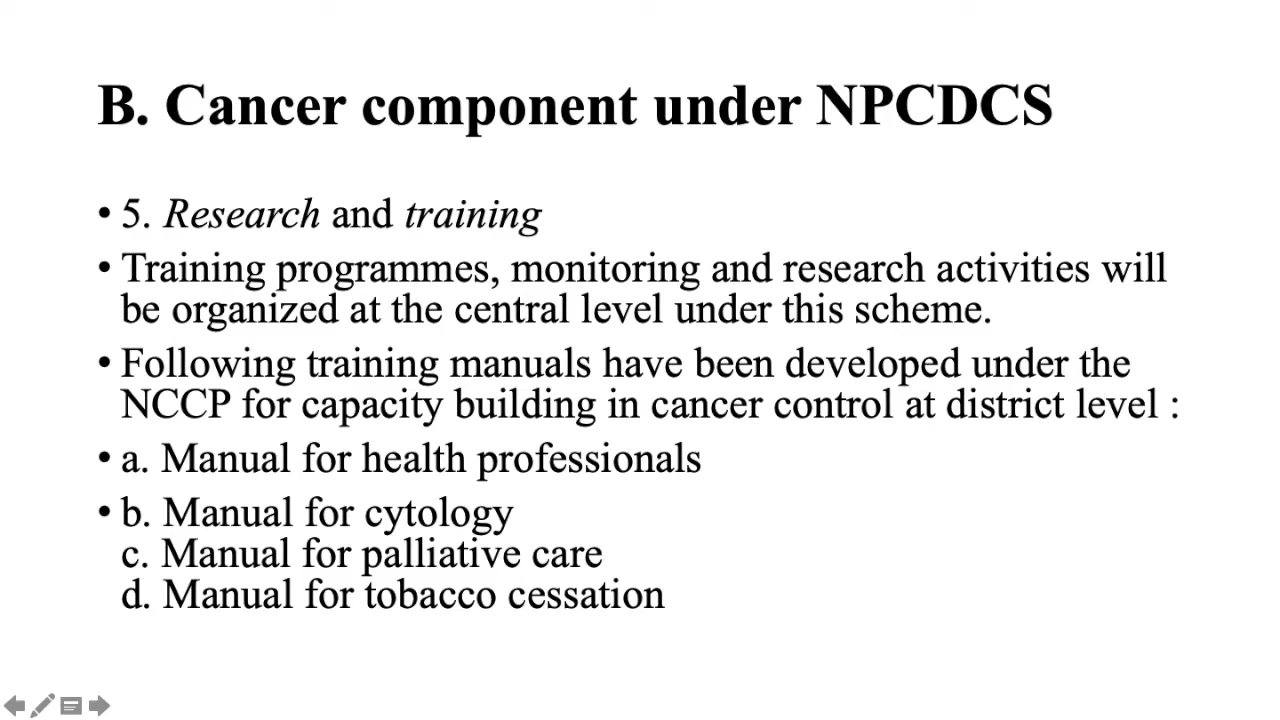 B. Cancer component under NPCDCS
• 5. Research and training
• Training programmes, monitoring and research activities will
be organized at the central level under this scheme.
• Following training manuals have been developed under the
NCCP for capacity building in cancer control at district level :
• a. Manual for health professionals
• b. Manual for cytology
c. Manual for palliative care
d. Manual for tobacco cessation